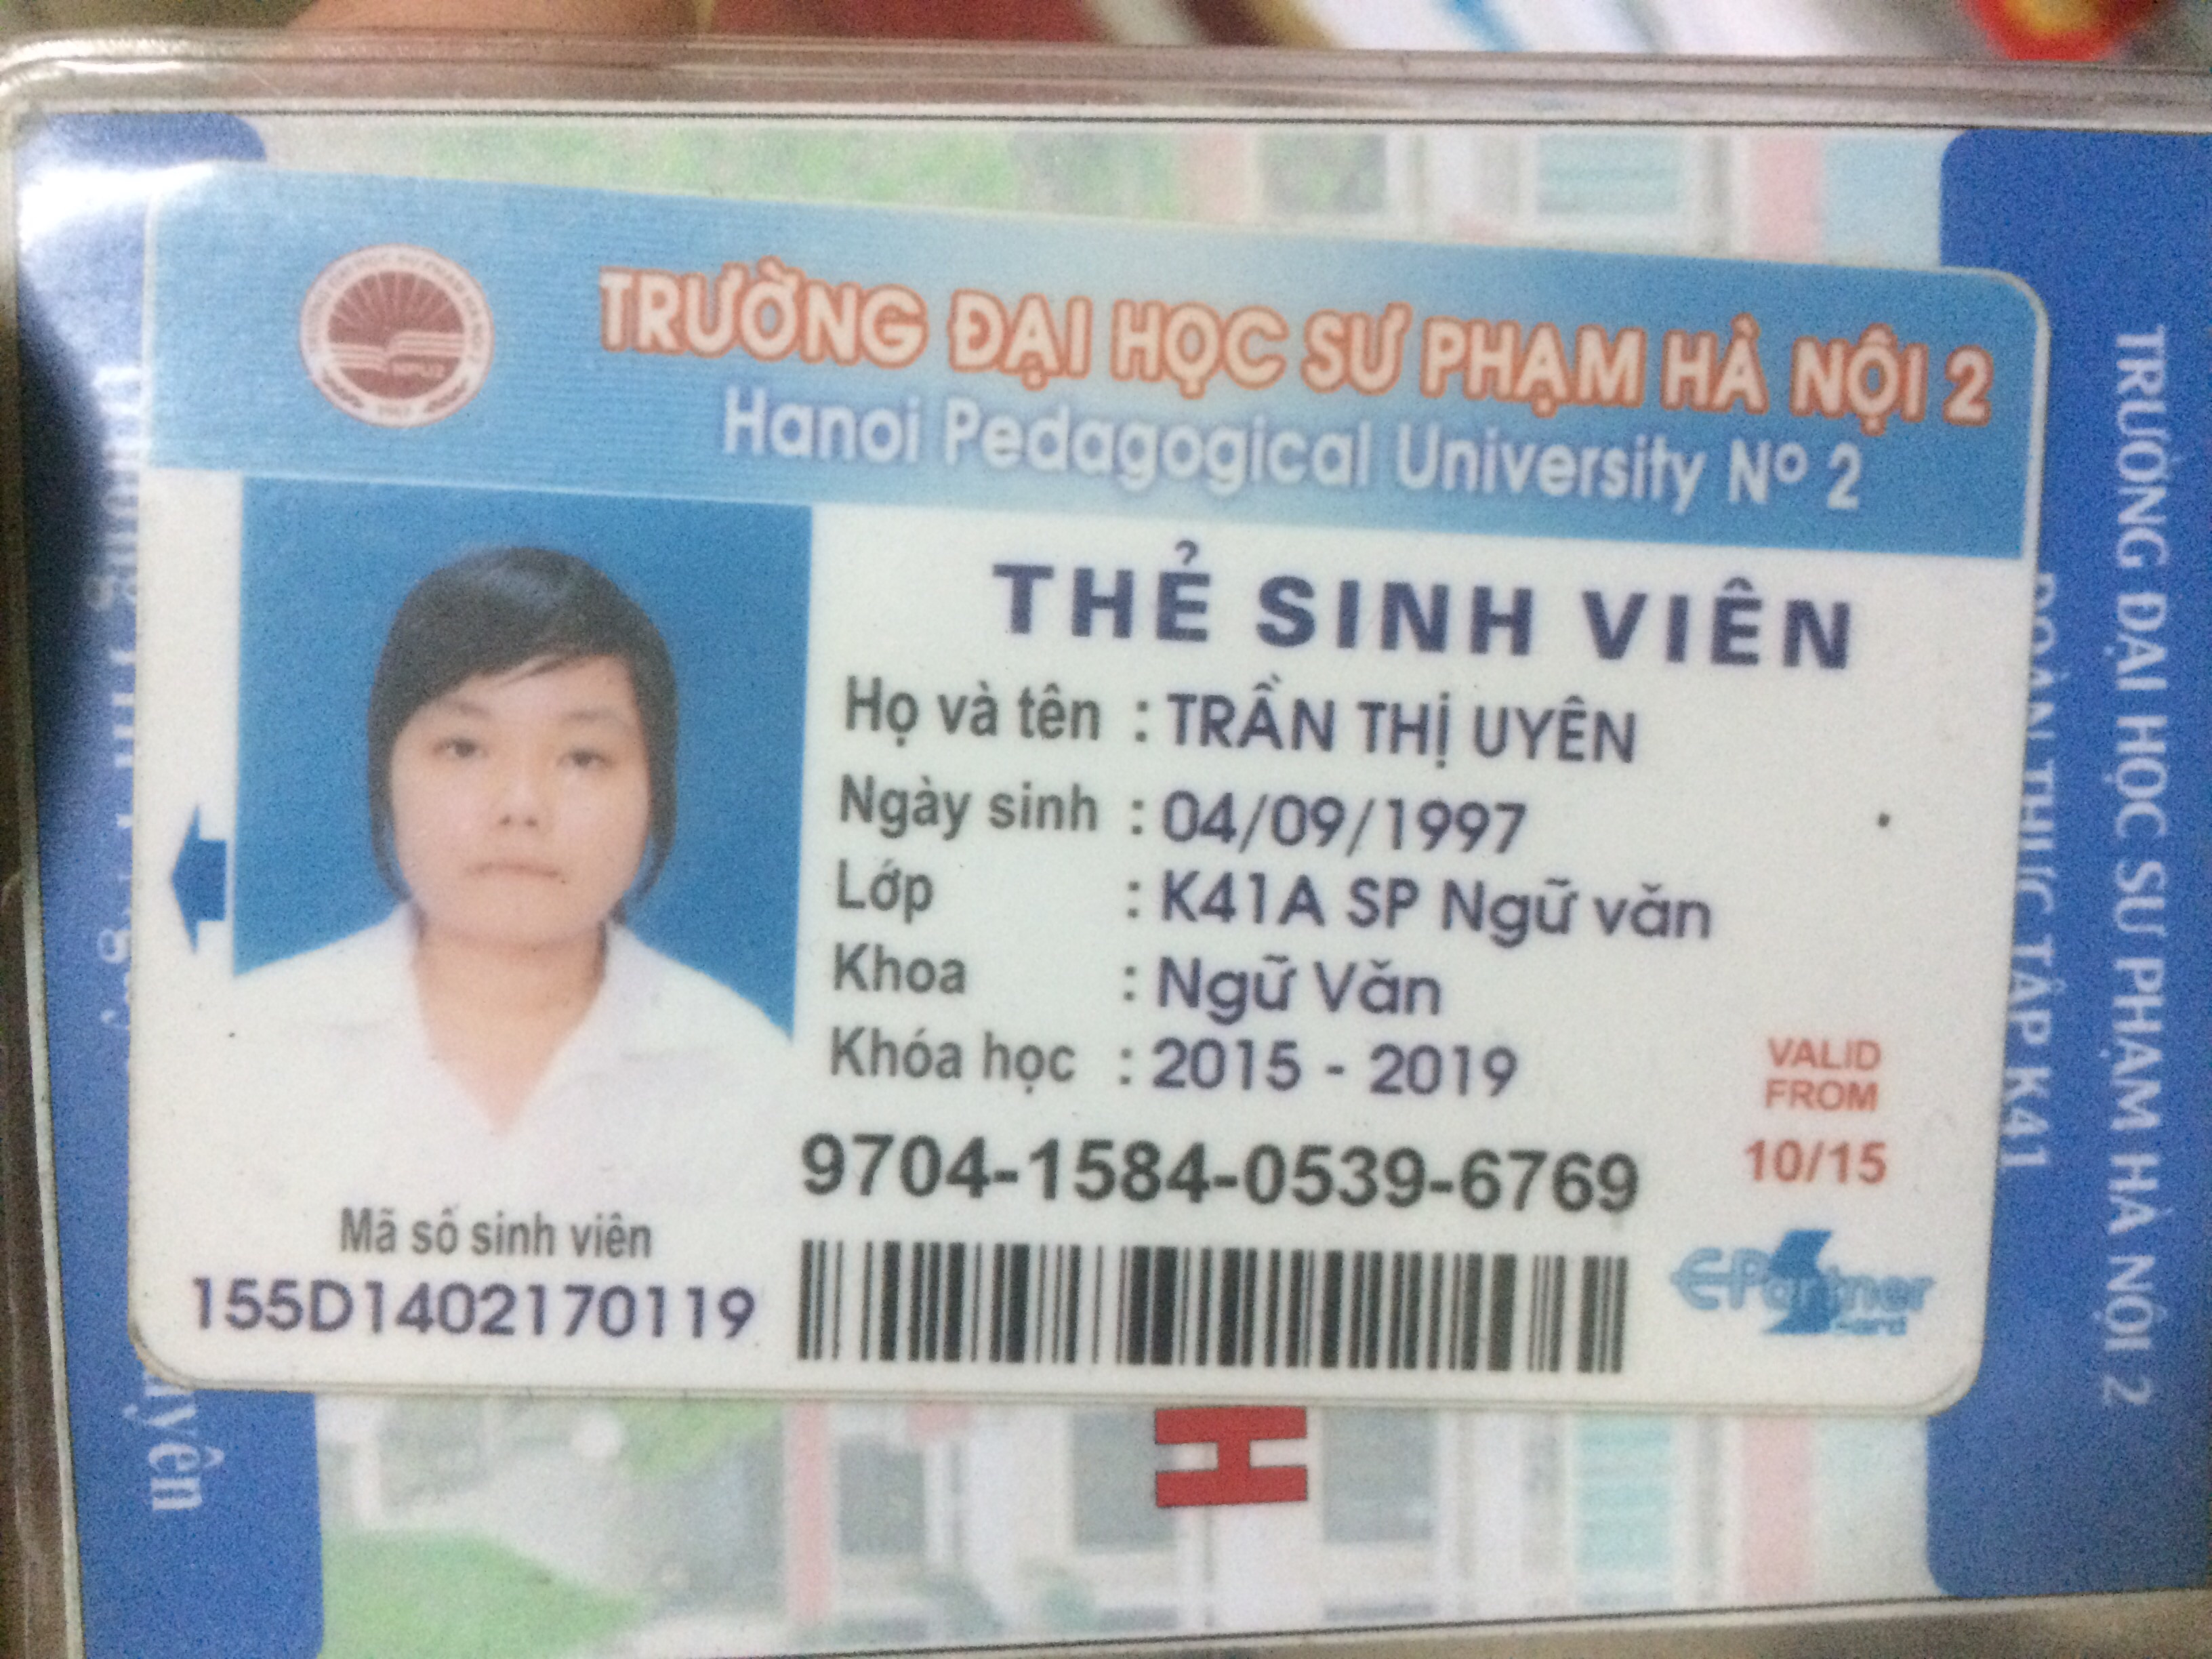 TRƯỜNG ĐẠI HỌC SƯ PHẠM HÀ NỘI 2
Hanoi Pedagogical University Nº 2
THẺ SINH VIÊN
Họ và tên : TRẦN THỊ UYÊN
Ngày sinh : 04/09/1997
Lớp : K41A SP Ngữ văn
Khoa : Ngữ Văn
Khóa học : 2015 - 2019
Mã số sinh viên
155D1402170119
9704-1584-0539-6769
VALID
FROM
10/15
E-Partner
Card
TRƯỜNG ĐẠI HỌC SƯ PHẠM HÀ NỘI 2
ĐOÀN THỰC TẬP K41
H